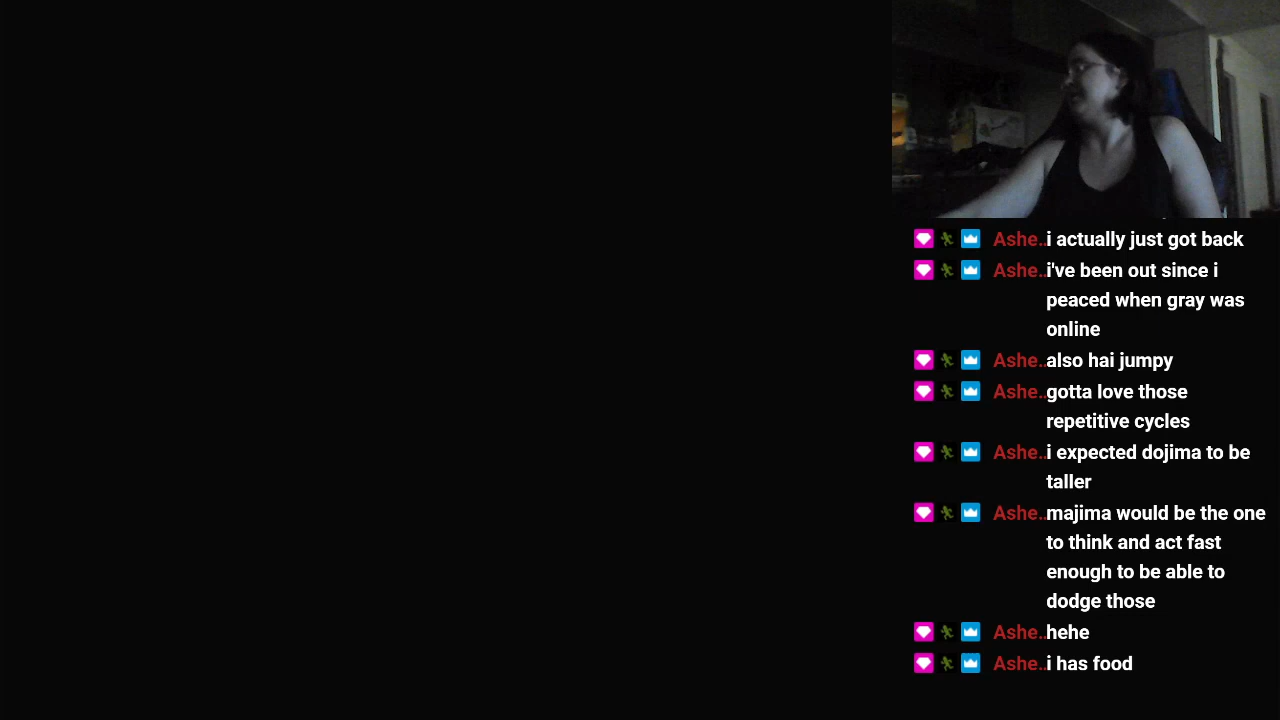 Ashe.. i actually just got back
Ashe.. i've been out since i
peaced when gray was
online
Ashe.. also hai jumpy
Ashe.. gotta love those
repetitive cycles
Ashe.. i expected dojima to be
taller
Ashe.. majima would be the one
to think and act fast
enough to be able to
dodge those
Ashe.. hehe
Ashe.. i has food